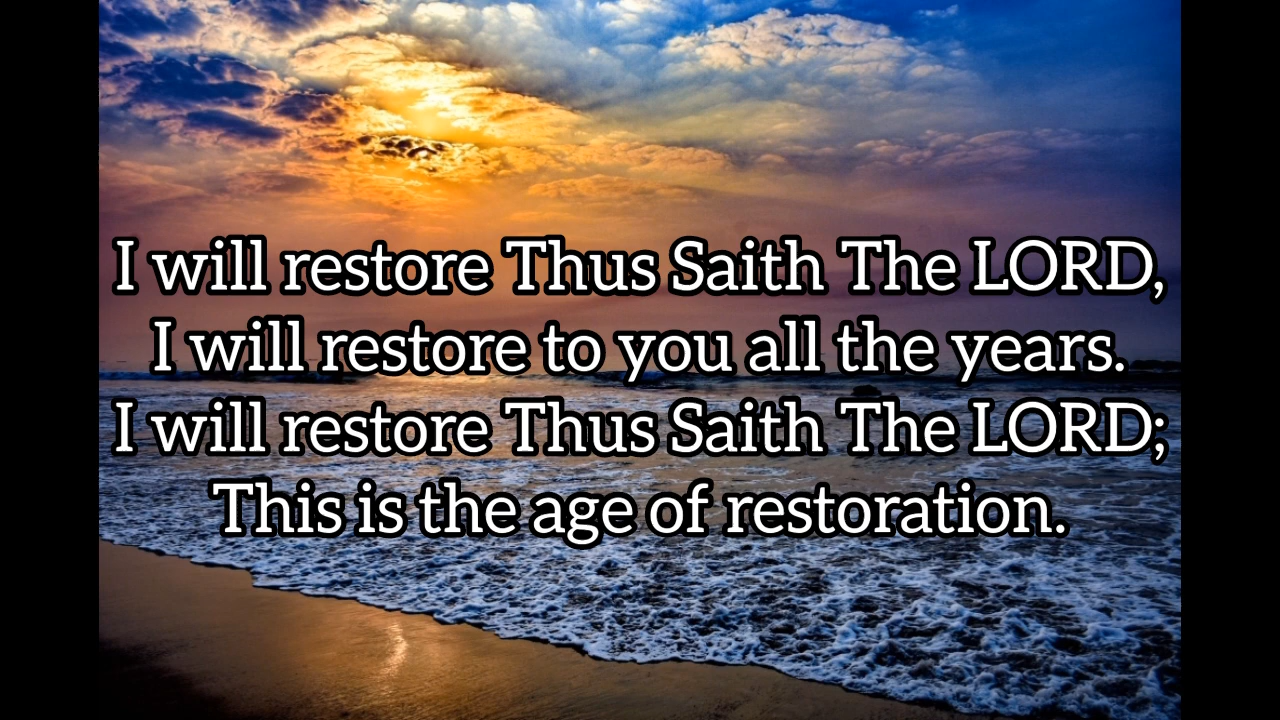 I will restore Thus Saith The LORD,
I will restore to you all the years.
I will restore Thus Saith The LORD;
This is the age of restoration.